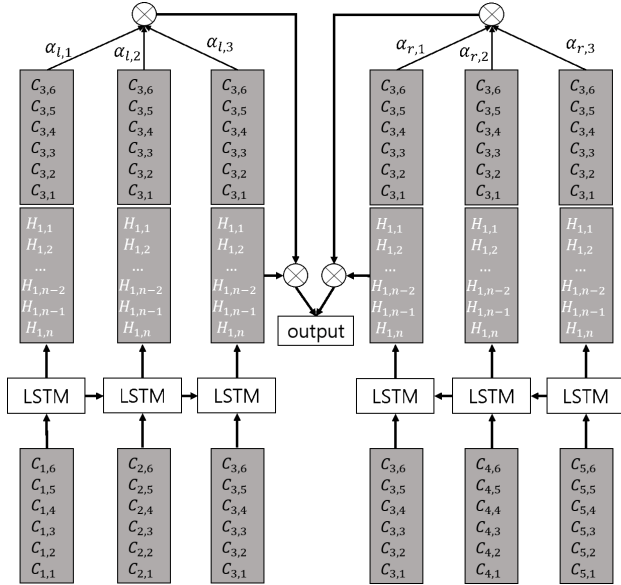 α_{l,1} α_{l,2} α_{l,3} α_{r,1} α_{r,2} α_{r,3}
C_{3,6} C_{3,6} C_{3,6} C_{3,6} C_{3,6} C_{3,6}
C_{3,5} C_{3,5} C_{3,5} C_{3,5} C_{3,5} C_{3,5}
C_{3,4} C_{3,4} C_{3,4} C_{3,4} C_{3,4} C_{3,4}
C_{3,3} C_{3,3} C_{3,3} C_{3,3} C_{3,3} C_{3,3}
C_{3,2} C_{3,2} C_{3,2} C_{3,2} C_{3,2} C_{3,2}
C_{3,1} C_{3,1} C_{3,1} C_{3,1} C_{3,1} C_{3,1}
H_{1,1} H_{1,1} H_{1,1} H_{1,1} H_{1,1} H_{1,1}
H_{1,2} H_{1,2} H_{1,2} H_{1,2} H_{1,2} H_{1,2}
... ... ... ... ... ...
H_{1,n-2} H_{1,n-2} H_{1,n-2} H_{1,n-2} H_{1,n-2} H_{1,n-2}
H_{1,n-1} H_{1,n-1} H_{1,n-1} H_{1,n-1} H_{1,n-1} H_{1,n-1}
H_{1,n} H_{1,n} H_{1,n} output H_{1,n} H_{1,n} H_{1,n}
LSTM LSTM LSTM LSTM LSTM LSTM
C_{1,6} C_{2,6} C_{3,6} C_{3,6} C_{4,6} C_{5,6}
C_{1,5} C_{2,5} C_{3,5} C_{3,5} C_{4,5} C_{5,5}
C_{1,4} C_{2,4} C_{3,4} C_{3,4} C_{4,4} C_{5,4}
C_{1,3} C_{2,3} C_{3,3} C_{3,3} C_{4,3} C_{5,3}
C_{1,2} C_{2,2} C_{3,2} C_{3,2} C_{4,2} C_{5,2}
C_{1,1} C_{2,1} C_{3,1} C_{3,1} C_{4,1} C_{5,1}